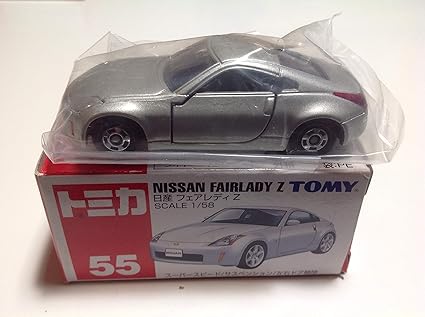 トミカ
55
NISSAN FAIRLADY Z TOMY
日産 フェアレディ Z
SCALE 1/58
NISSAN
スーパースピード/サスペンション/左右ドア開閉